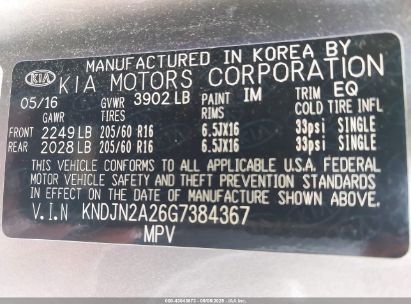 MANUFACTURED IN KOREA BY
KIA KIA MOTORS CORPORATION
05/16 GVWR 3902 LB PAINT IM TRIM EQ
GAWR TIRES RIMS COLD TIRE INFL
FRONT 2249 LB 205/60 R16 6.5JX16 33psi SINGLE
REAR 2028 LB 205/60 R16 6.5JX16 33psi SINGLE
THIS VEHICLE CONFORMS TO ALL APPLICABLE U.S.A. FEDERAL
MOTOR VEHICLE SAFETY AND THEFT PREVENTION STANDARDS
IN EFFECT ON THE DATE OF MANUFACTURE SHOWN ABOVE.
V.I.N KNDJN2A26G7384367
MPV